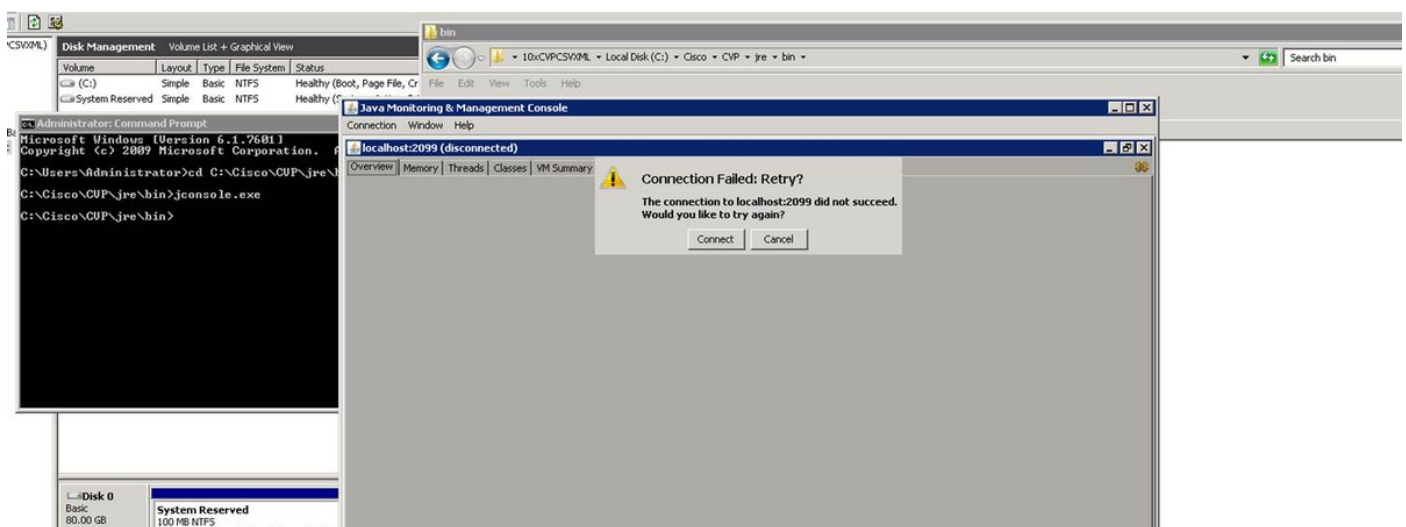 CSVXML)
Disk Management Volume List + Graphical View
Volume Layout Type File System Status
(C:) Simple Basic NTFS Healthy (Boot, Page File, Cr
System Reserved Simple Basic NTFS Healthy (S
bin
10xCVPCSVXML Local Disk (C:) Cisco CVP jre bin
Search bin
File Edit View Tools Help
Administrator: Command Prompt
Microsoft Windows [Version 6.1.7601]
Copyright (c) 2009 Microsoft Corporation.
C:\Users\Administrator>cd C:\Cisco\CVP\jre\
C:\Cisco\CVP\jre\bin>jconsole.exe
C:\Cisco\CVP\jre\bin>
Java Monitoring & Management Console
Connection Window Help
localhost:2099 (disconnected)
Overview Memory Threads Classes VM Summary
Connection Failed: Retry?
The connection to localhost:2099 did not succeed.
Would you like to try again?
Connect Cancel
Disk 0
Basic
80.00 GB
System Reserved
100 MB NTFS